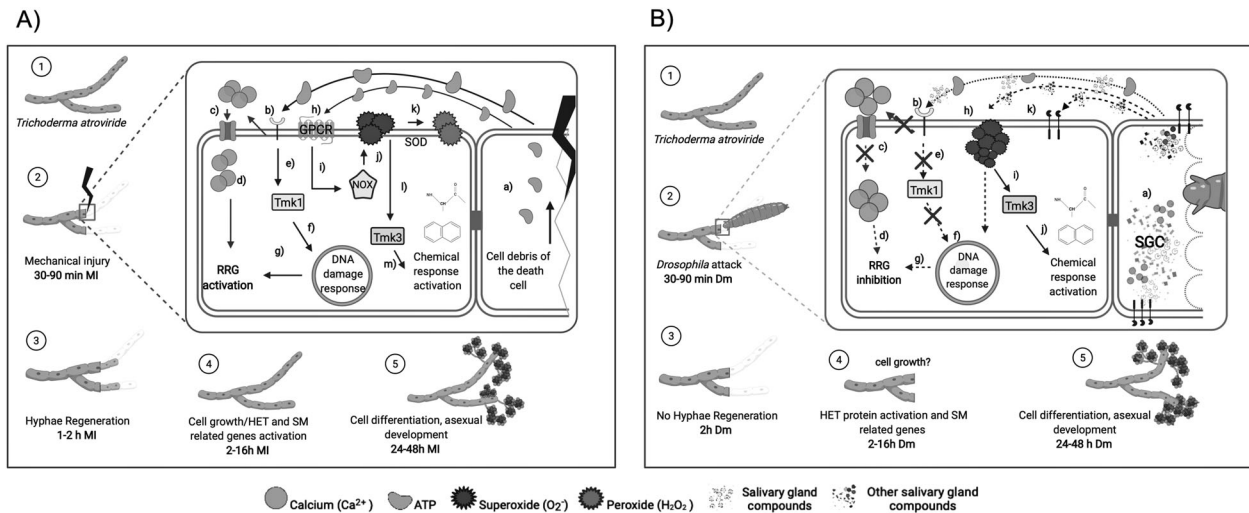 A)
1
Trichoderma atroviride
2
Mechanical injury
30-90 min MI
3
Hyphae Regeneration
1-2 h MI
4
Cell growth/HET and SM
related genes activation
2-16h MI
5
Cell differentiation, asexual
development
24-48h MI
a)
b)
c)
d)
e)
f)
g)
h)
i)
j)
k)
l)
m)
GPCR
SOD
NOX
Tmk1
Tmk3
RRG
activation
DNA
damage
response
Chemical
response
activation
Cell debris of
the death
cell
B)
1
Trichoderma atroviride
2
Drosophila attack
30-90 min Dm
3
No Hyphae Regeneration
2h Dm
4
cell growth?
HET protein activation and SM
related genes
2-16h Dm
5
Cell differentiation, asexual
development
24-48 h Dm
a)
b)
c)
d)
e)
f)
g)
h)
i)
j)
k)
Tmk1
Tmk3
RRG
inhibition
DNA
damage
response
Chemical
response
activation
SGC
Calcium (Ca2+)
ATP
Superoxide (O2-)
Peroxide (H2O2)
Salivary gland
compounds
Other salivary gland
compounds